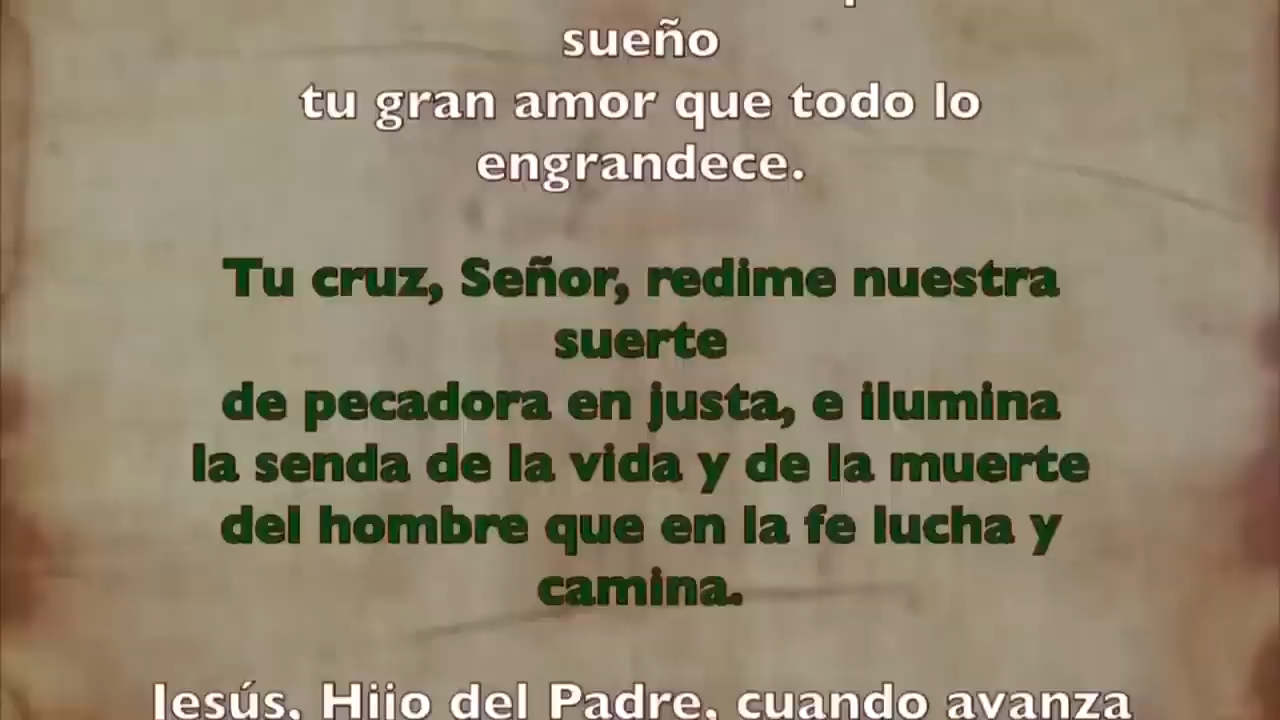 sueño
tu gran amor que todo lo
engrandece.
Tu cruz, Señor, redime nuestra
suerte
de pecadora en justa, e ilumina
la senda de la vida y de la muerte
del hombre que en la fe lucha y
camina.
Jesús, Hijo del Padre, cuando avanza